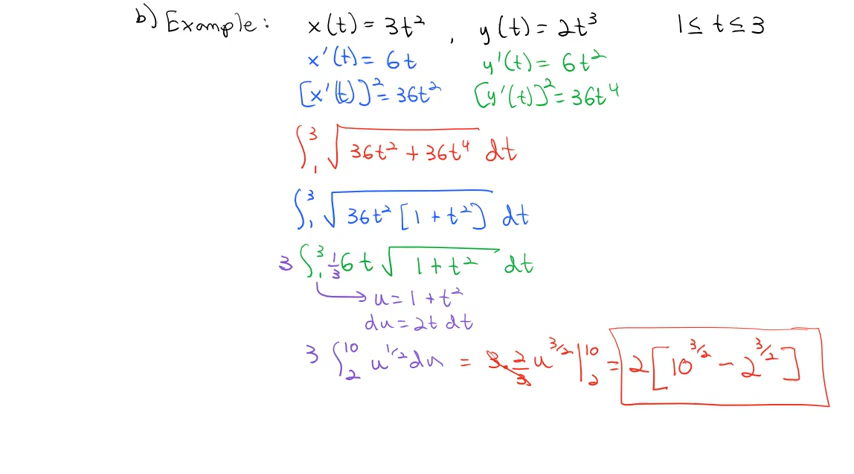 b) Example: x(t) = 3t² , y(t) = 2t³ 1 ≤ t ≤ 3
x'(t) = 6t y'(t) = 6t²
[x'(t)]² = 36t² [y'(t)]² = 36t⁴
∫₁³ √(36t² + 36t⁴) dt
∫₁³ √(36t² [1 + t²]) dt
3 ∫₁³ 1/3 6t √(1 + t²) dt
u = 1 + t²
du = 2t dt
3 ∫₂¹⁰ u^(1/2) du = 3 · 2/3 u^(3/2) |₂¹⁰ = 2 [10^(3/2) − 2^(3/2)]